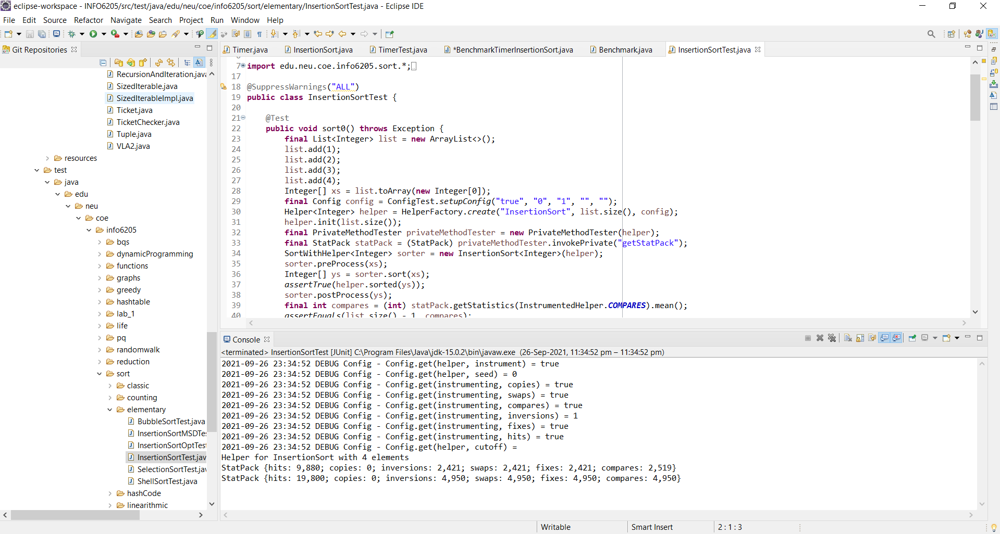 eclipse-workspace - INFO6205/src/test/java/edu/neu/coe/info6205/sort/elementary/InsertionSortTest.java - Eclipse IDE
File Edit Source Refactor Navigate Search Project Run Window Help
Git Repositories
RecursionAndIteration.java
SizedIterable.java
SizedIterableImpl.java
Ticket.java
TicketChecker.java
Tuple.java
VLA2.java
resources
test
java
edu
neu
coe
info6205
bqs
dynamicProgramming
functions
graphs
greedy
hashtable
lab_1
life
pq
randomwalk
reduction
sort
classic
counting
elementary
BubbleSortTest.java
InsertionSortMSDTes
InsertionSortOptTest
InsertionSortTest.jav
SelectionSortTest.jav
ShellSortTest.java
hashCode
linearithmic
Timer.java InsertionSort.java TimerTest.java *BenchmarkTimerInsertionSort.java Benchmark.java InsertionSortTest.java
7 import edu.neu.coe.info6205.sort.*;
17
18 @SuppressWarnings("ALL")
19 public class InsertionSortTest {
20
21 @Test
22 public void sort0() throws Exception {
23 final List<Integer> list = new ArrayList<>();
24 list.add(1);
25 list.add(2);
26 list.add(3);
27 list.add(4);
28 Integer[] xs = list.toArray(new Integer[0]);
29 final Config config = ConfigTest.setupConfig("true", "0", "1", "", "");
30 Helper<Integer> helper = HelperFactory.create("InsertionSort", list.size(), config);
31 helper.init(list.size());
32 final PrivateMethodTester privateMethodTester = new PrivateMethodTester(helper);
33 final StatPack statPack = (StatPack) privateMethodTester.invokePrivate("getStatPack");
34 SortWithHelper<Integer> sorter = new InsertionSort<Integer>(helper);
35 sorter.preProcess(xs);
36 Integer[] ys = sorter.sort(xs);
37 assertTrue(helper.sorted(ys));
38 sorter.postProcess(ys);
39 final int compares = (int) statPack.getStatistics(InstrumentedHelper.COMPARES).mean();
40 assertEquals(list.size() - 1, compares);
Console
<terminated> InsertionSortTest [JUnit] C:\Program Files\Java\jdk-15.0.2\bin\javaw.exe (26-Sep-2021, 11:34:52 pm – 11:34:52 pm)
2021-09-26 23:34:52 DEBUG Config - Config.get(helper, instrument) = true
2021-09-26 23:34:52 DEBUG Config - Config.get(helper, seed) = 0
2021-09-26 23:34:52 DEBUG Config - Config.get(instrumenting, copies) = true
2021-09-26 23:34:52 DEBUG Config - Config.get(instrumenting, swaps) = true
2021-09-26 23:34:52 DEBUG Config - Config.get(instrumenting, compares) = true
2021-09-26 23:34:52 DEBUG Config - Config.get(instrumenting, inversions) = 1
2021-09-26 23:34:52 DEBUG Config - Config.get(instrumenting, fixes) = true
2021-09-26 23:34:52 DEBUG Config - Config.get(instrumenting, hits) = true
2021-09-26 23:34:52 DEBUG Config - Config.get(helper, cutoff) =
Helper for InsertionSort with 4 elements
StatPack {hits: 9,880; copies: 0; inversions: 2,421; swaps: 2,421; fixes: 2,421; compares: 2,519}
StatPack {hits: 19,800; copies: 0; inversions: 4,950; swaps: 4,950; fixes: 4,950; compares: 4,950}
Writable Smart Insert 2 : 1 : 3